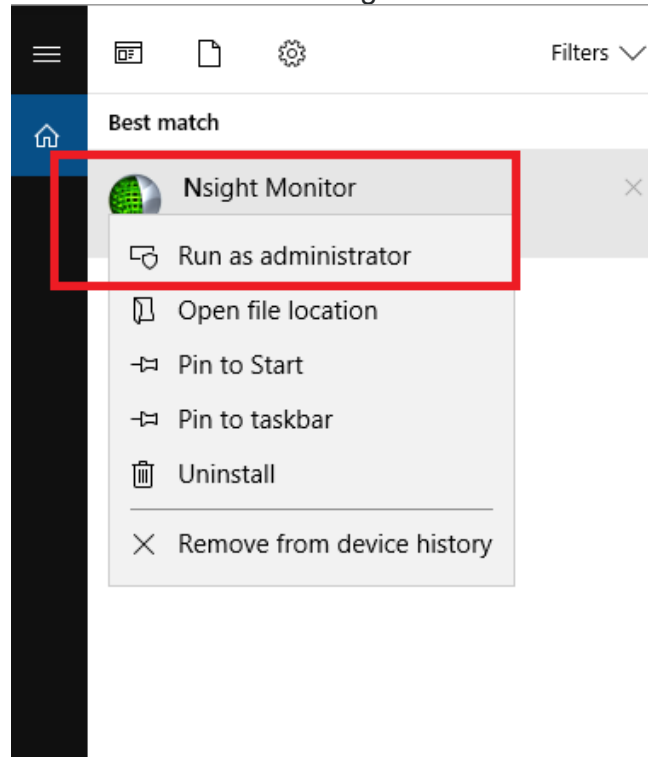 Filters
Best match
Nsight Monitor
Run as administrator
Open file location
Pin to Start
Pin to taskbar
Uninstall
Remove from device history